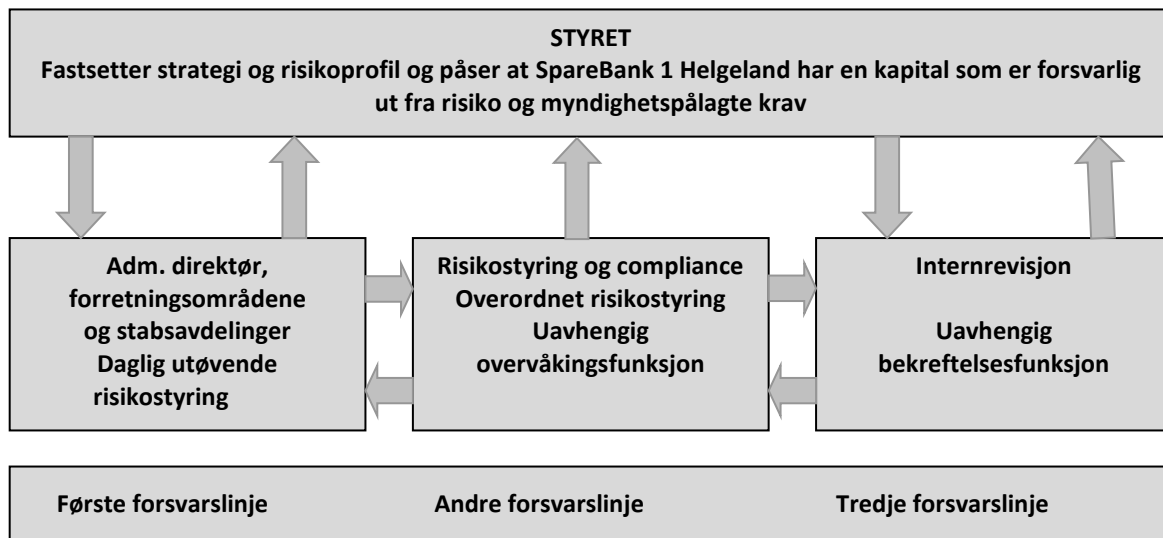 STYRET
Fastsetter strategi og risikoprofil og påser at SpareBank 1 Helgeland har en kapital som er forsvarlig
ut fra risiko og myndighetspålagte krav
Adm. direktør,
forretningsområdene
og stabsavdelinger
Daglig utøvende
risikostyring
Risikostyring og compliance
Overordnet risikostyring
Uavhengig
overvåkingsfunksjon
Internrevisjon
Uavhengig
bekreftelsesfunksjon
Første forsvarslinje
Andre forsvarslinje
Tredje forsvarslinje